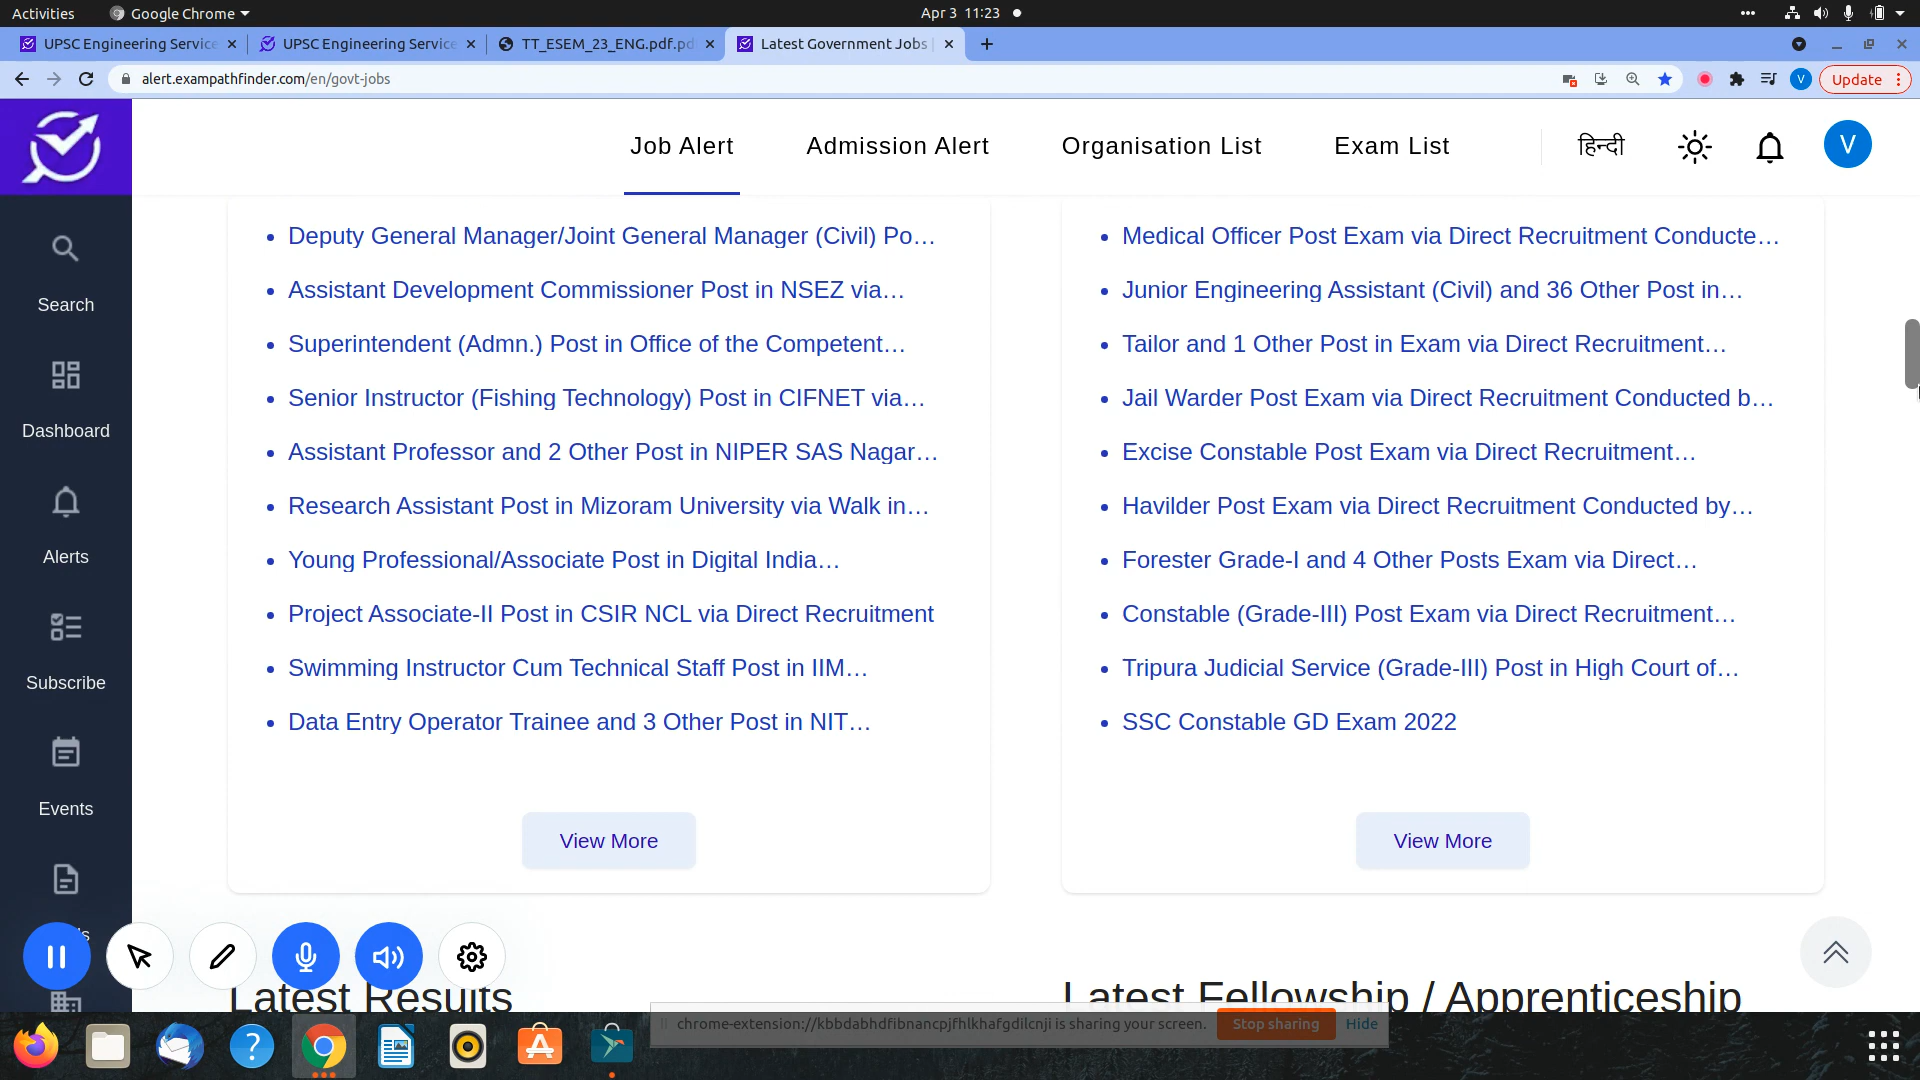 Activities Google Chrome Apr 3 11:23
UPSC Engineering Service UPSC Engineering Service TT_ESEM_23_ENG.pdf.pd Latest Government Jobs
alert.exampathfinder.com/en/govt-jobs V Update
Job Alert Admission Alert Organisation List Exam List हिन्दी V
Search
Dashboard
Alerts
Subscribe
Events
Deputy General Manager/Joint General Manager (Civil) Po…
Assistant Development Commissioner Post in NSEZ via…
Superintendent (Admn.) Post in Office of the Competent…
Senior Instructor (Fishing Technology) Post in CIFNET via…
Assistant Professor and 2 Other Post in NIPER SAS Nagar…
Research Assistant Post in Mizoram University via Walk in…
Young Professional/Associate Post in Digital India…
Project Associate-II Post in CSIR NCL via Direct Recruitment
Swimming Instructor Cum Technical Staff Post in IIM…
Data Entry Operator Trainee and 3 Other Post in NIT…
View More
Medical Officer Post Exam via Direct Recruitment Conducte…
Junior Engineering Assistant (Civil) and 36 Other Post in…
Tailor and 1 Other Post in Exam via Direct Recruitment…
Jail Warder Post Exam via Direct Recruitment Conducted b…
Excise Constable Post Exam via Direct Recruitment…
Havilder Post Exam via Direct Recruitment Conducted by…
Forester Grade-I and 4 Other Posts Exam via Direct…
Constable (Grade-III) Post Exam via Direct Recruitment…
Tripura Judicial Service (Grade-III) Post in High Court of…
SSC Constable GD Exam 2022
View More
Latest Results
Latest Fellowship / Apprenticeship
chrome-extension://kbbdabhdfibnancpjfhlkhafgdilcnji is sharing your screen. Stop sharing Hide